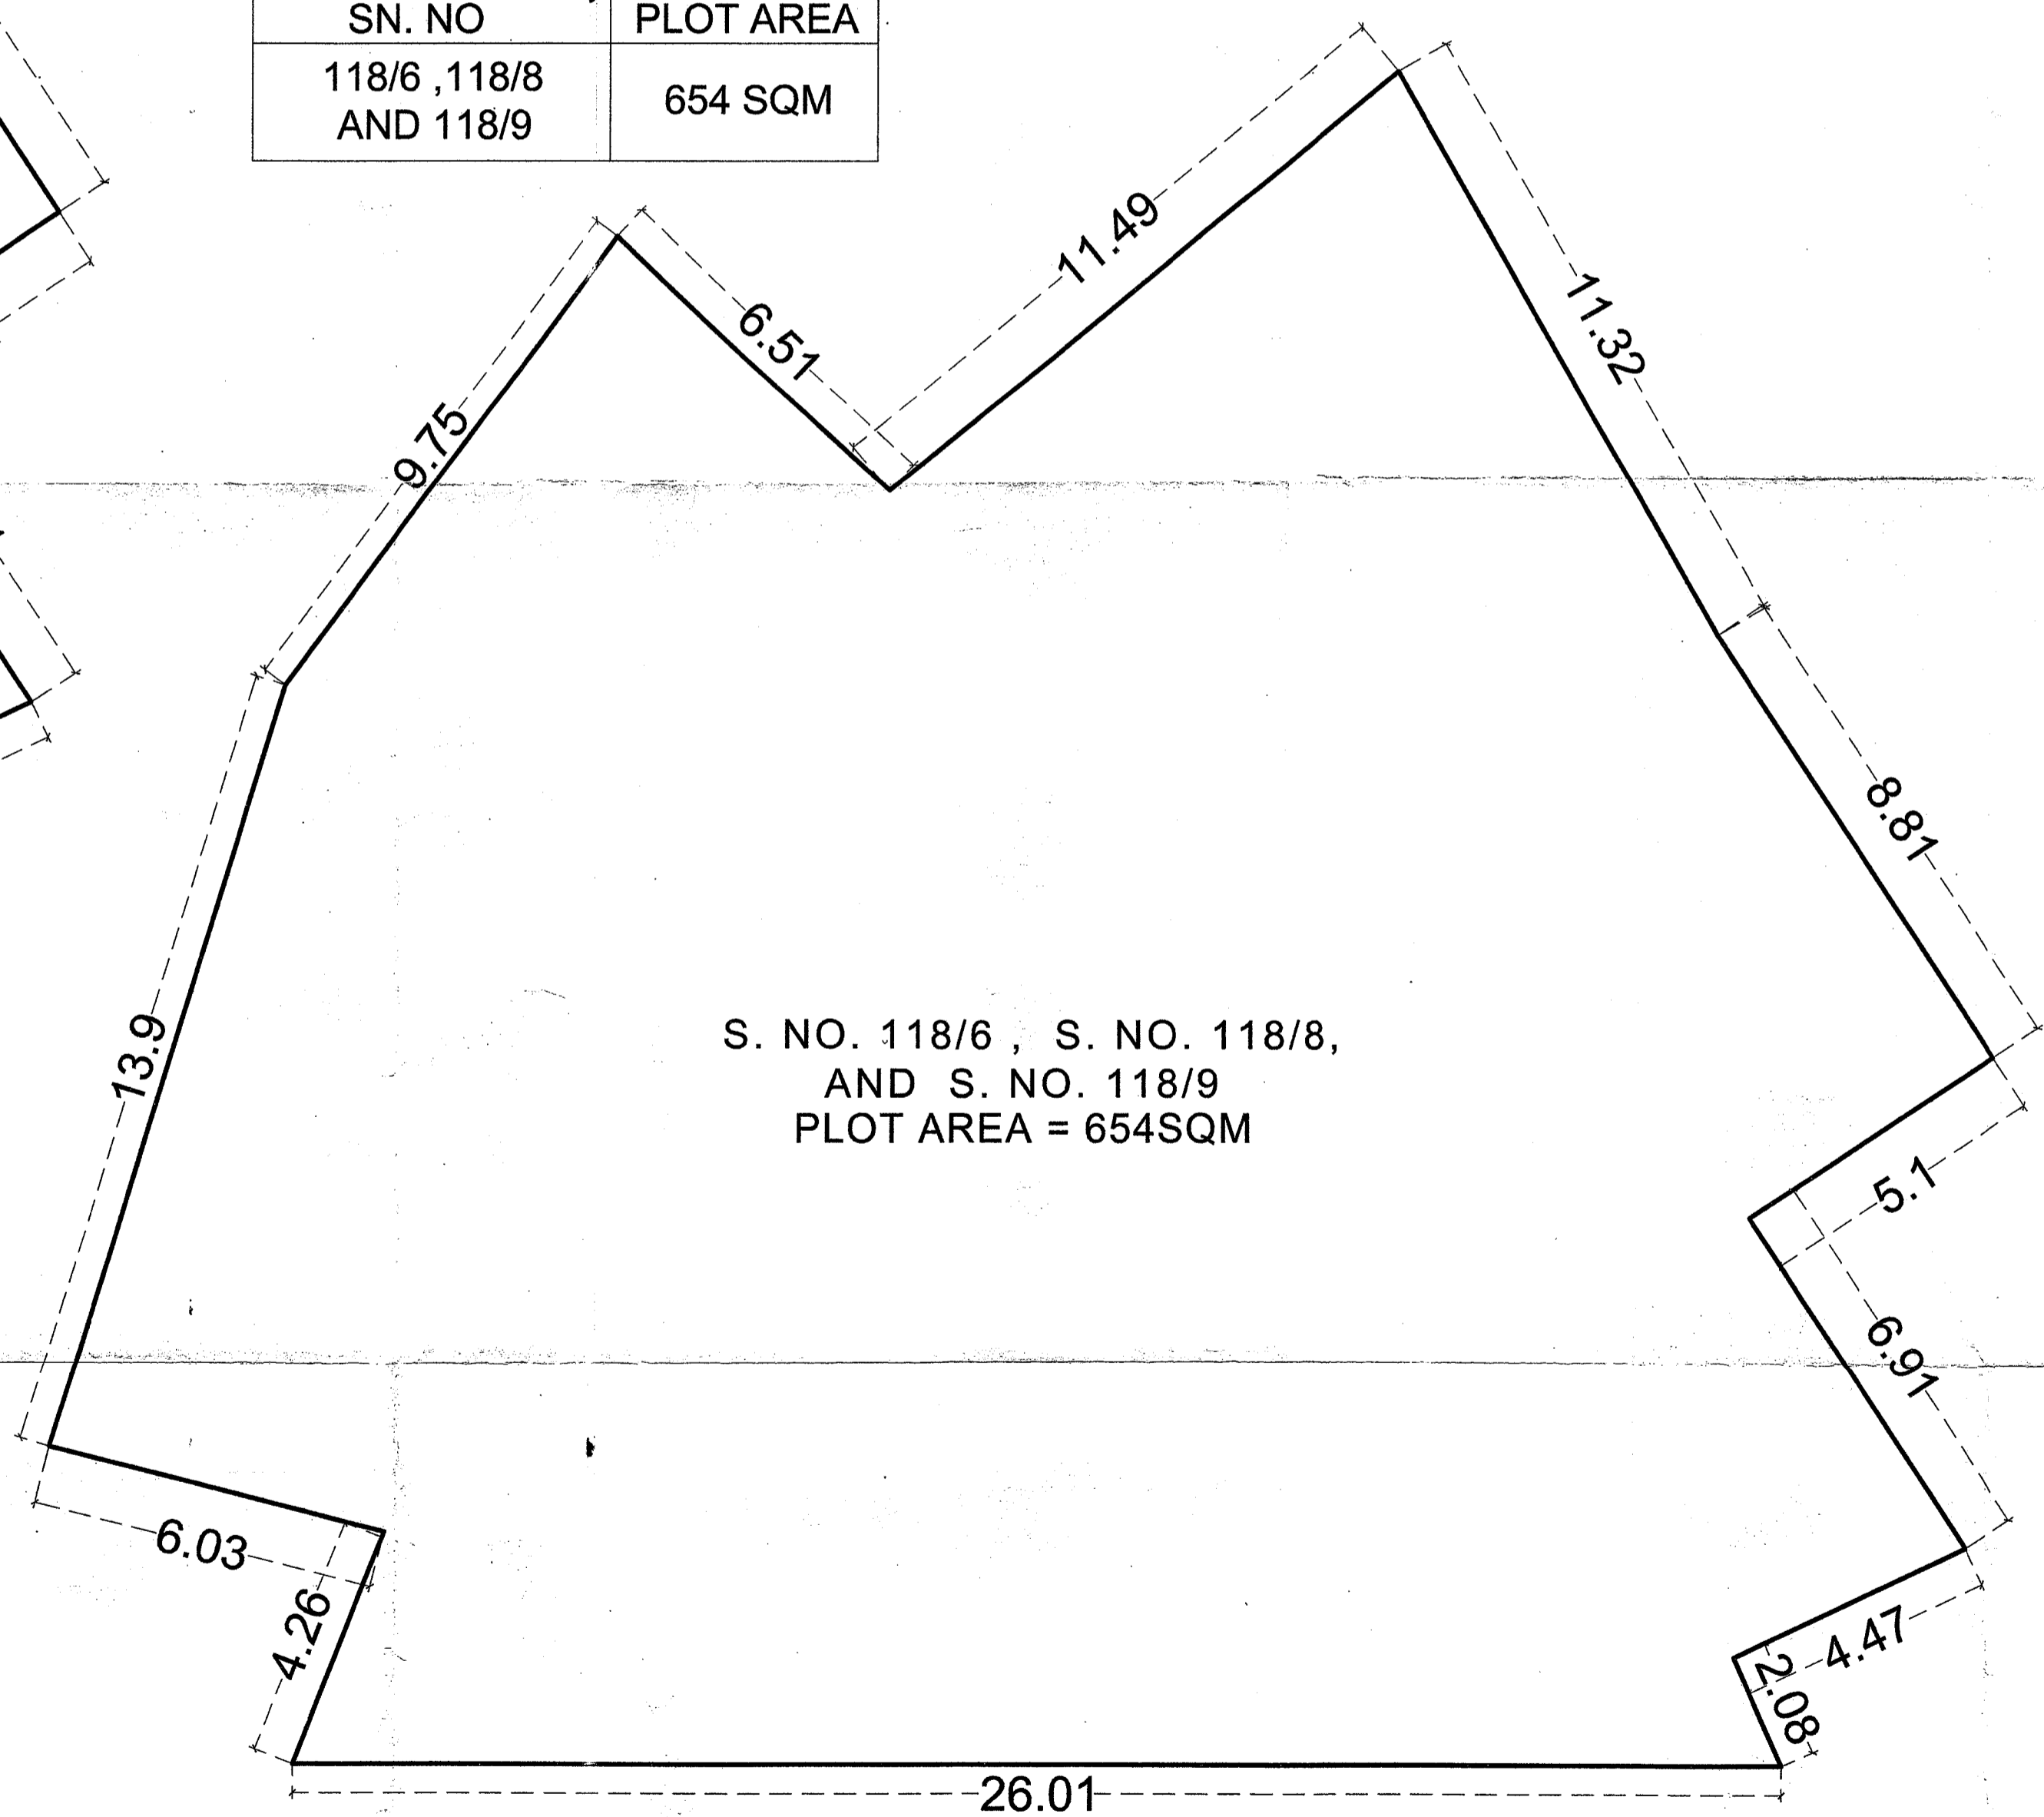 SN. NO PLOT AREA
118/6 ,118/8
AND 118/9
654 SQM
11.49
6.51
11.32
9.75
8.81
13.9
S. NO. 118/6 , S. NO. 118/8,
AND S. NO. 118/9
PLOT AREA = 654SQM
5.1
6.91
6.03
4.26
4.47
2.08
26.01